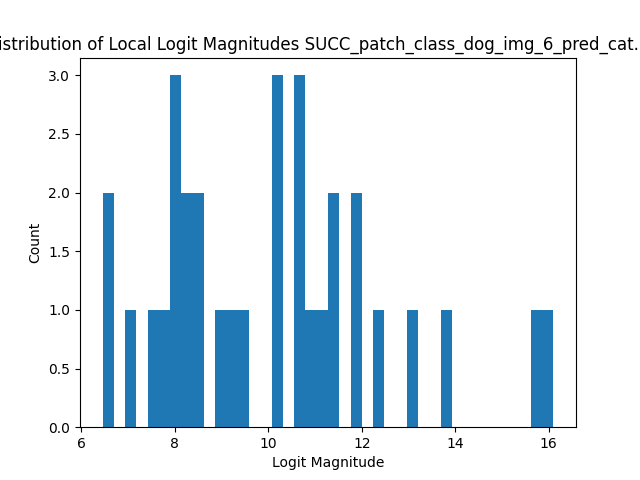 istribution of Local Logit Magnitudes SUCC_patch_class_dog_img_6_pred_cat.
3.0
2.5
2.0
1.5
1.0
0.5
0.0
Count
6 8 10 12 14 16
Logit Magnitude